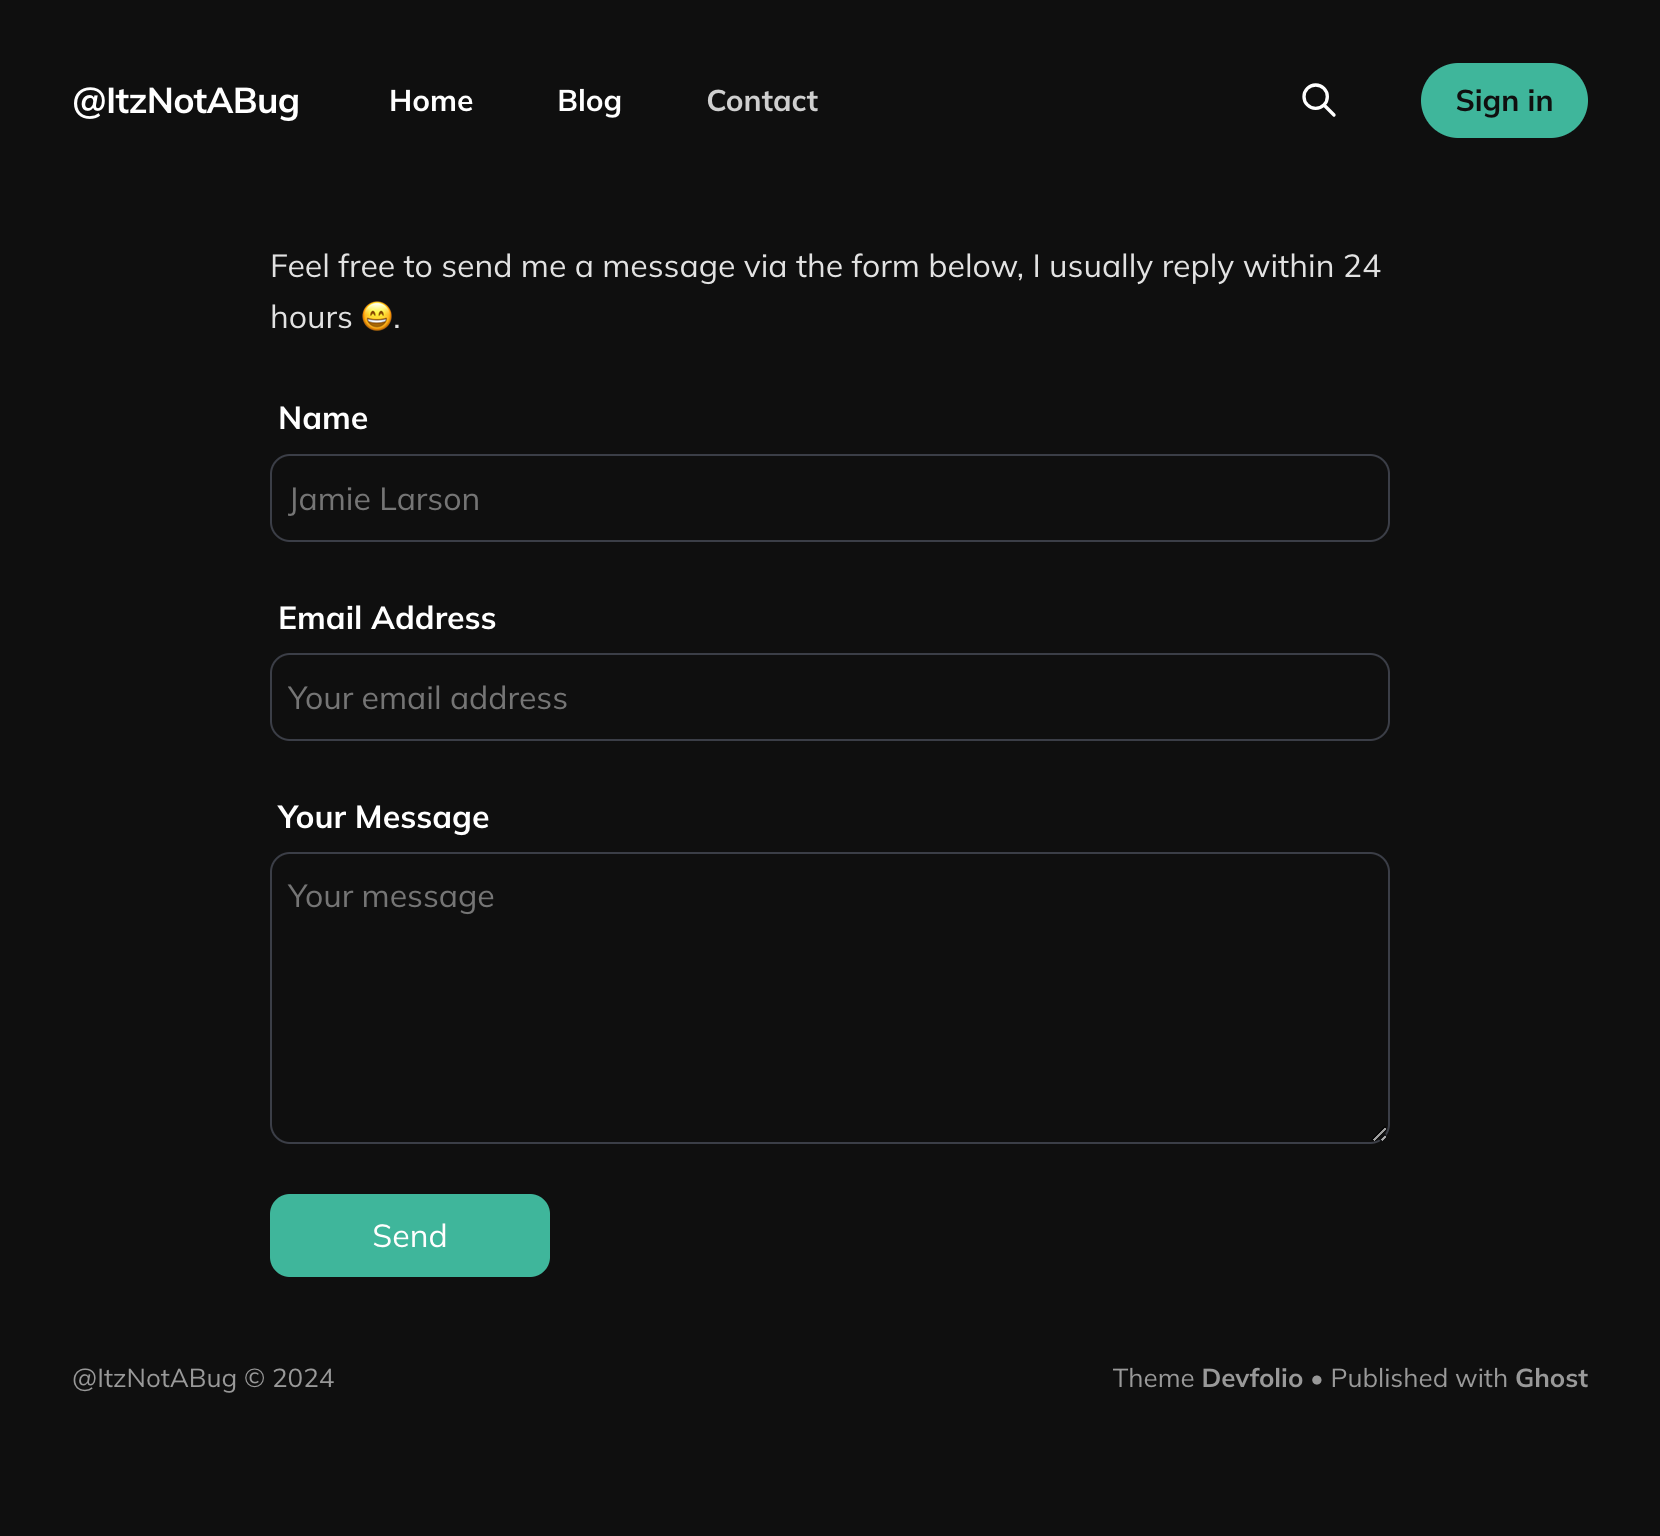 @ItzNotABug Home Blog Contact Sign in
Feel free to send me a message via the form below, I usually reply within 24
hours 😄.
Name
Jamie Larson
Email Address
Your email address
Your Message
Your message
Send
@ItzNotABug © 2024 Theme Devfolio • Published with Ghost